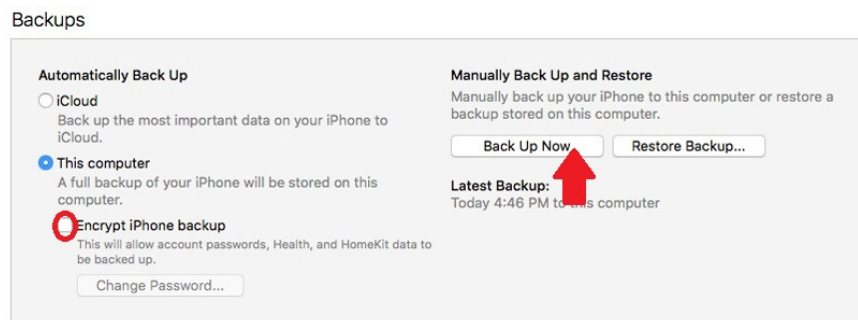 Backups
Automatically Back Up
iCloud
Back up the most important data on your iPhone to
iCloud.
This computer
A full backup of your iPhone will be stored on this
computer.
Encrypt iPhone backup
This will allow account passwords, Health, and HomeKit data to
be backed up.
Change Password...
Manually Back Up and Restore
Manually back up your iPhone to this computer or restore a
backup stored on this computer.
Back Up Now
Restore Backup...
Latest Backup:
Today 4:46 PM to this computer